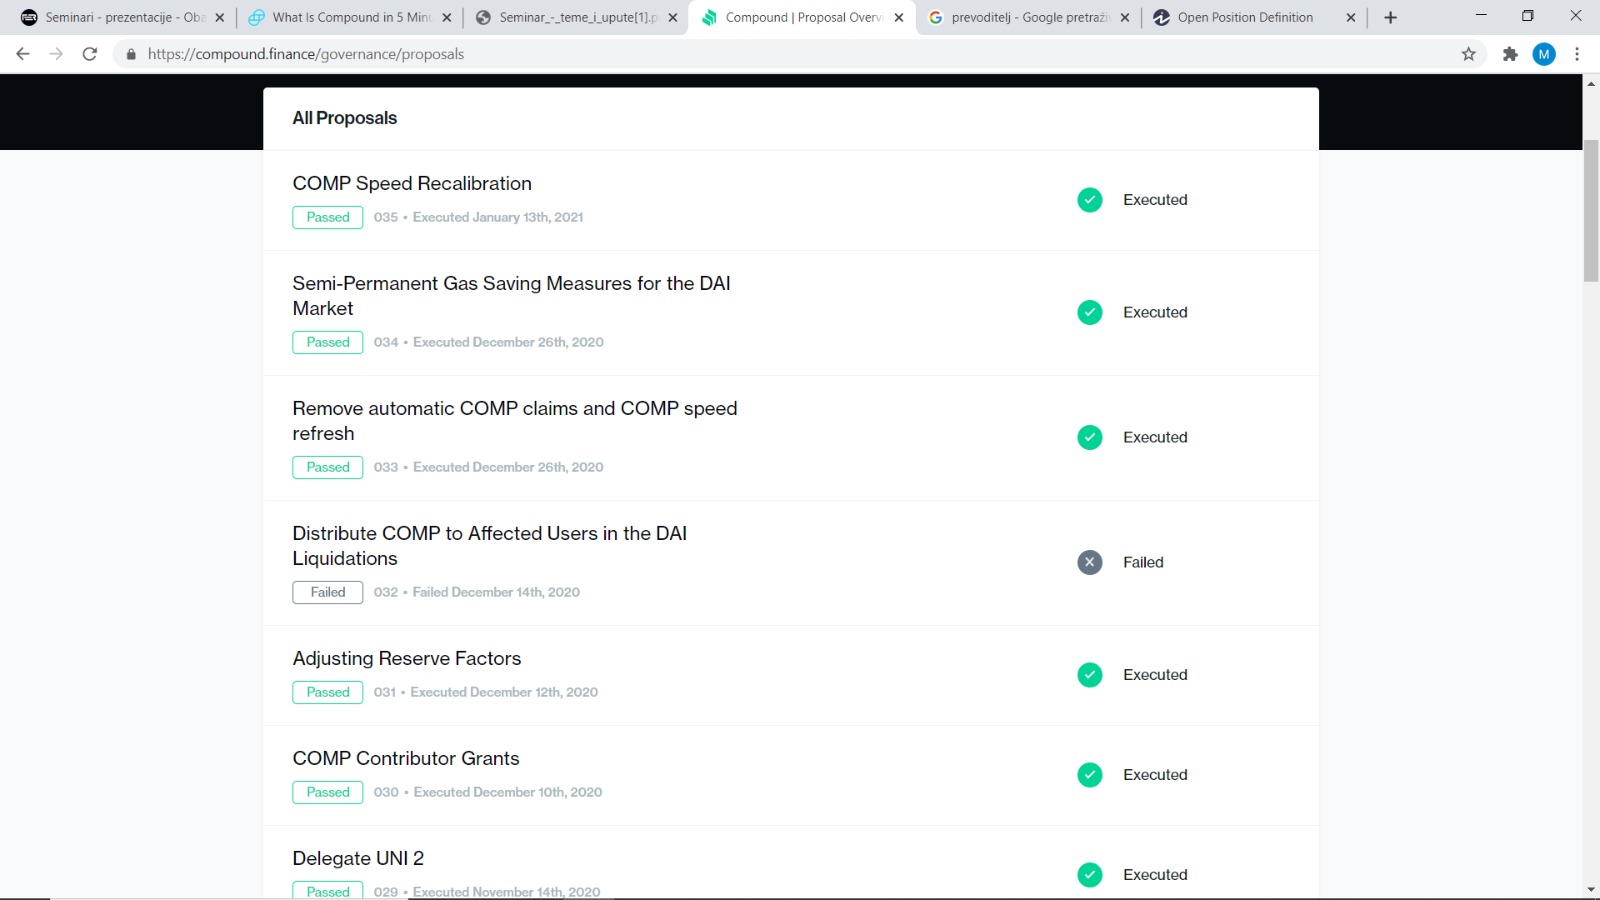 Seminari - prezentacije - Oba
What Is Compound in 5 Minu
Seminar_-_teme_i_upute[1].p
Compound | Proposal Overvi
prevoditelj - Google pretraživ
Open Position Definition
https://compound.finance/governance/proposals
M
All Proposals
COMP Speed Recalibration
Passed 035 • Executed January 13th, 2021
Executed
Semi-Permanent Gas Saving Measures for the DAI
Market
Passed 034 • Executed December 26th, 2020
Executed
Remove automatic COMP claims and COMP speed
refresh
Passed 033 • Executed December 26th, 2020
Executed
Distribute COMP to Affected Users in the DAI
Liquidations
Failed 032 • Failed December 14th, 2020
Failed
Adjusting Reserve Factors
Passed 031 • Executed December 12th, 2020
Executed
COMP Contributor Grants
Passed 030 • Executed December 10th, 2020
Executed
Delegate UNI 2
Passed 029 • Executed November 14th, 2020
Executed